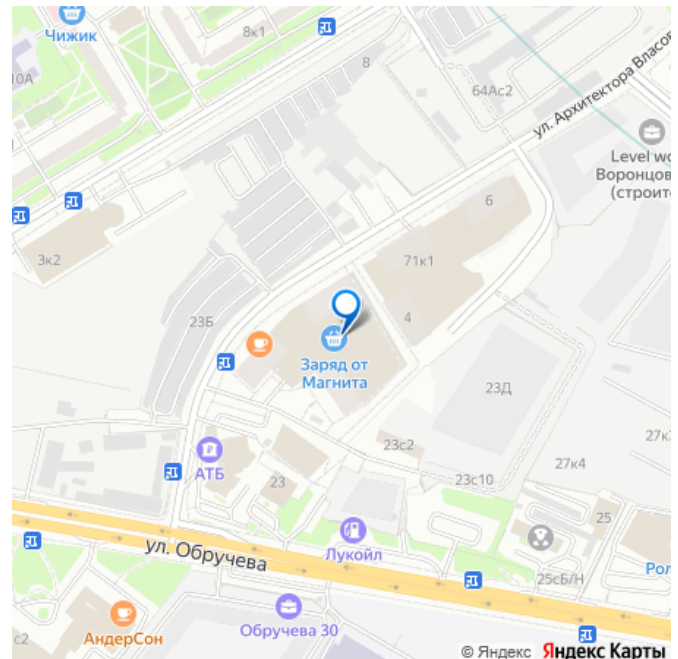 Чижик
8к1
10А
8
64Ас2
ул. Архитектора Власов
Level wo
Воронцов
(строите
6
3к2
71к1
23Б
4
Заряд от
Магнита
23Д
АТБ
23с2
27к
23
23с10
27к4
Лукойл
25
ул. Обручева
25сБ/Н
Рол
с2
АндерСон
Обручева 30
© Яндекс Яндекс Карты